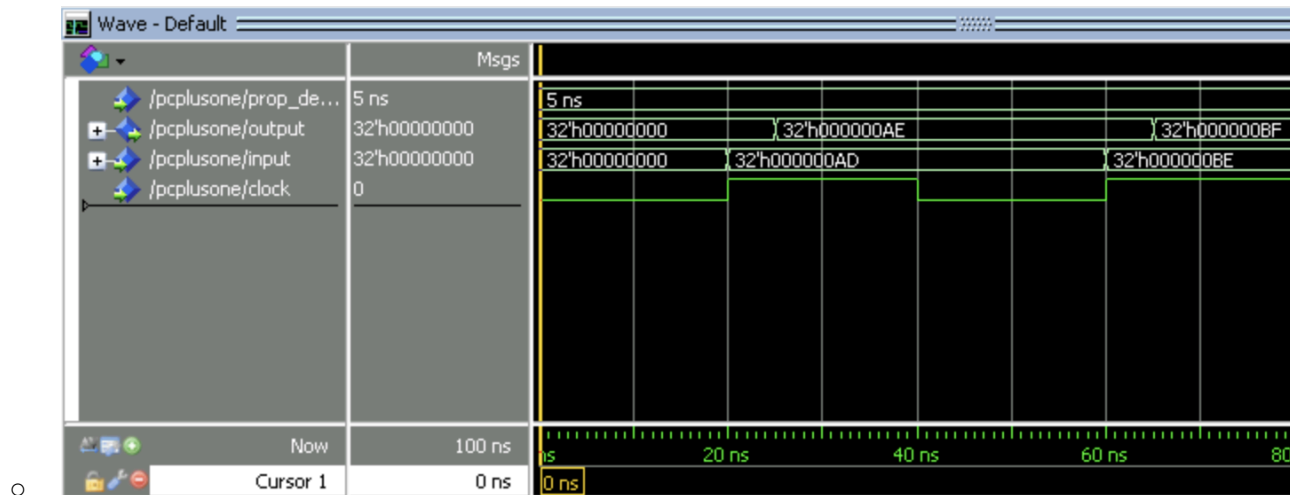 Wave - Default
Msgs
/pcplusone/prop_de... 5 ns 5 ns
/pcplusone/output 32'h00000000 32'h00000000 32'h000000AE 32'h000000BF
/pcplusone/input 32'h00000000 32'h00000000 32'h000000AD 32'h000000BE
/pcplusone/clock 0
Now 100 ns ns 20 ns 40 ns 60 ns 80
Cursor 1 0 ns 0 ns